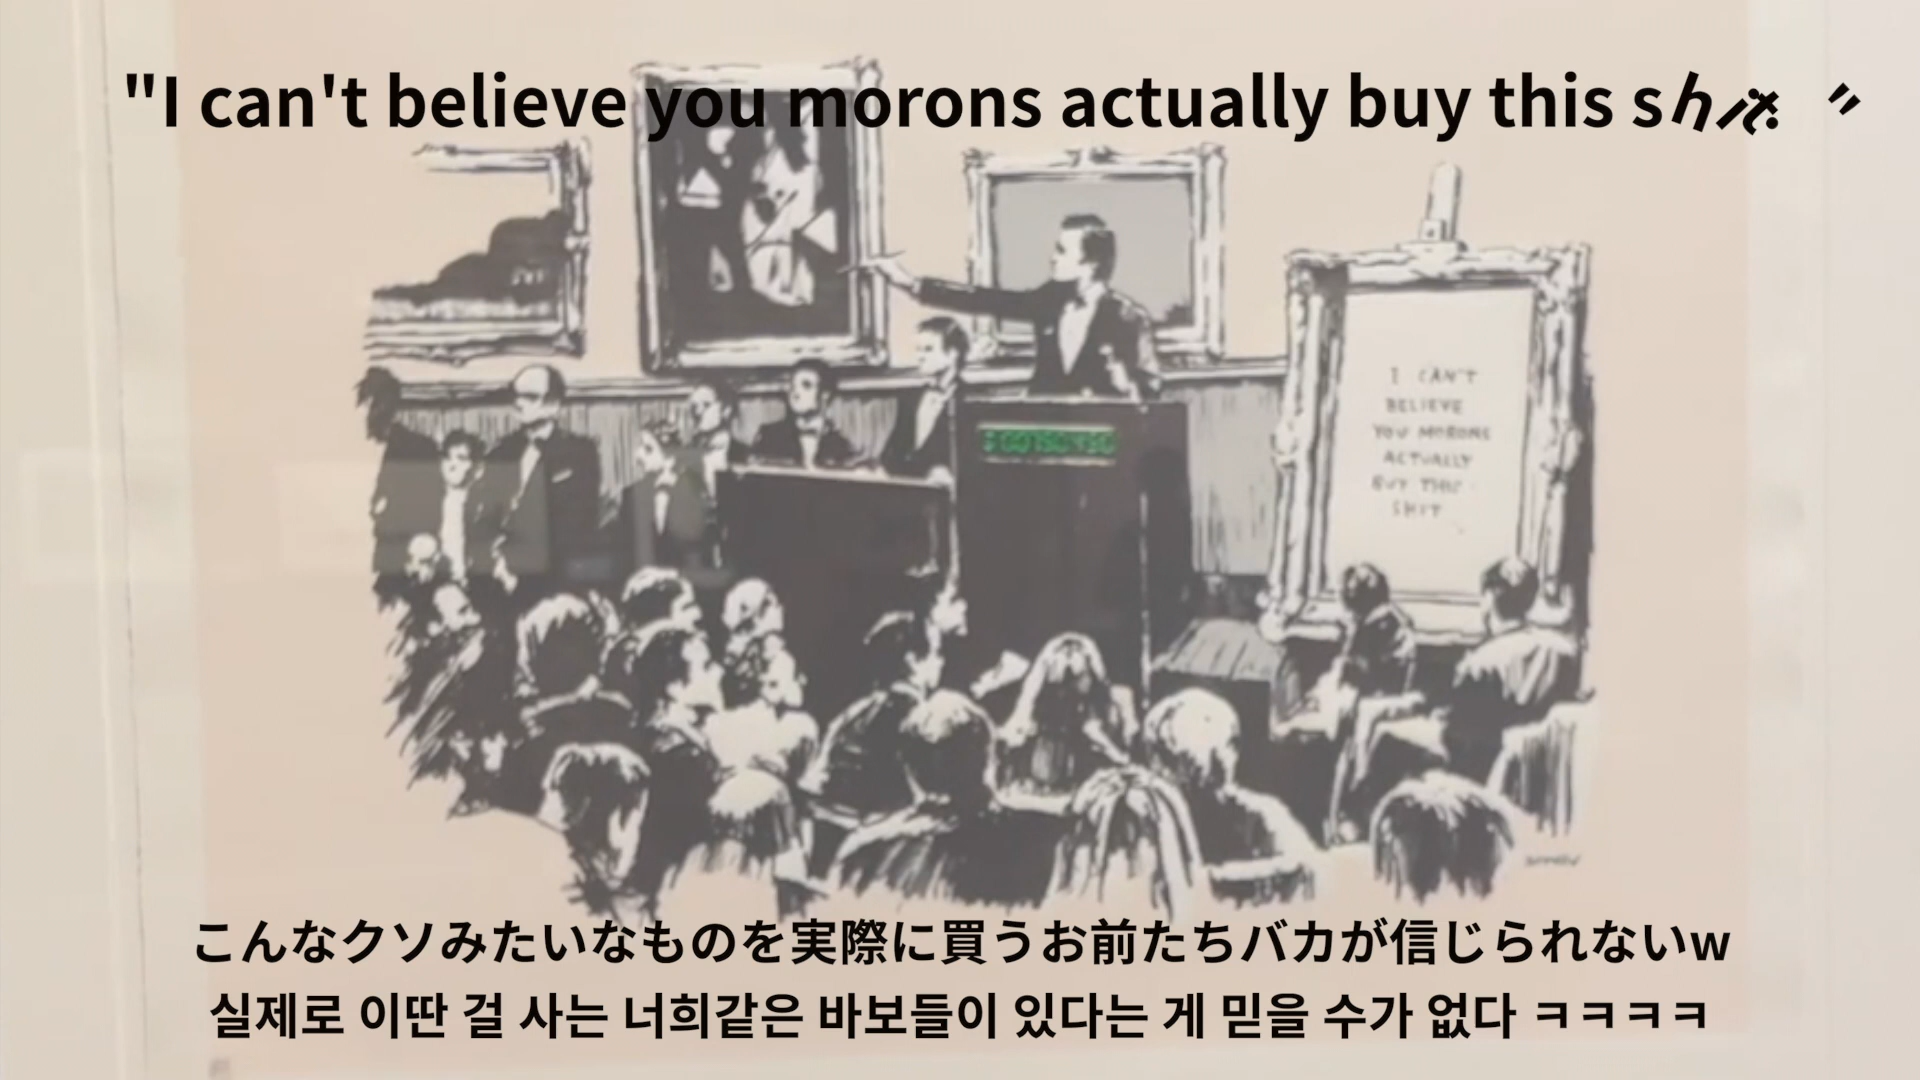 "I can't believe you morons actually buy this shit."
I CAN'T
BELIEVE
YOU MORONS
ACTUALLY
BUY THIS
SHIT
こんなクソみたいなものを実際に買うお前たちバカが信じられないw
실제로 이딴 걸 사는 너희같은 바보들이 있다는 게 믿을 수가 없다 ㅋㅋㅋㅋ